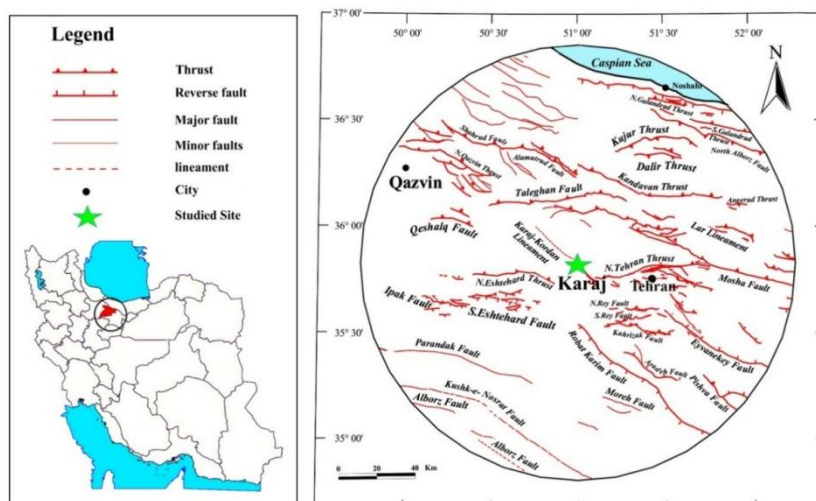 Legend
Thrust
Reverse fault
Major fault
Minor faults
lineament
City
Studied Site
37° 00'
50° 00'
50° 30'
51° 00'
51° 30'
52° 00'
N
Caspian Sea
Noshahr
N.Galandrud Thrust
S.Galandrud
Thrust
36° 30'
Shahrud Fault
Kujur Thrust
North Alborz Fault
N.Qazvin Thrust
Alamutrud Fault
Dalir Thrust
Qazvin
Kandavan Thrust
Taleghan Fault
Angerud Thrust
36° 00'
Qeshalq Fault
Karaj-Kordan
Lineament
Lar Lineament
N.Tehran Thrust
Karaj
Tehran
Mosha Fault
N.Eshtehard Thrust
Ipak Fault
S.Eshtehard Fault
N.Rey Fault
S.Rey Fault
Kahrizak Fault
35° 30'
Eyvanekey Fault
Parandak Fault
Robat Karim Fault
Pishva Fault
Kushk-e- Nosrat Fault
Alborz Fault
Moreh Fault
35° 00'
Alborz Fault
0 20 40 Km